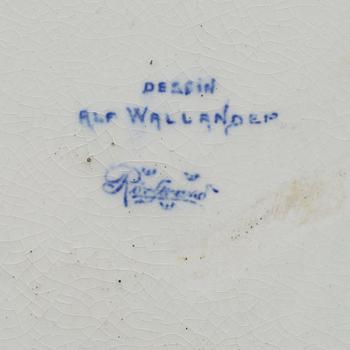 DESSIN
ALF WALLANDER
Rörstrand